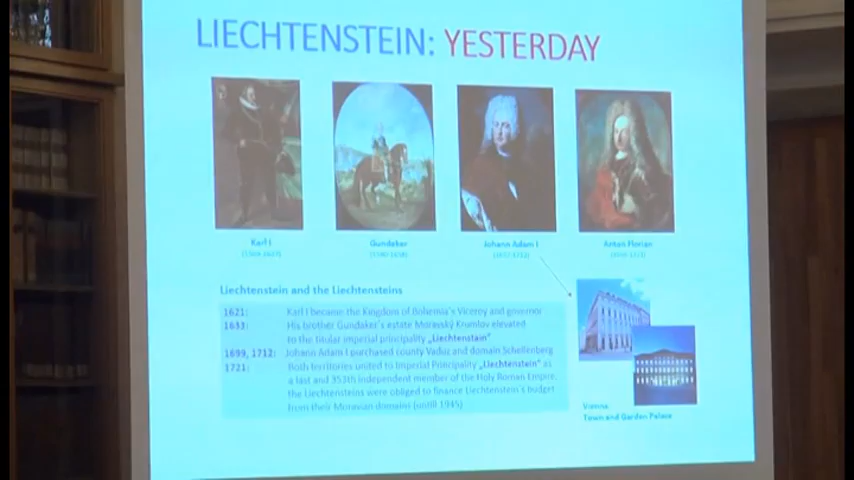 LIECHTENSTEIN: YESTERDAY
Karl I
Gundaker
Johann Adam I
Anton Florian
Liechtenstein and the Liechtensteins
1621: Karl I became the Kingdom of Bohemia's Viceroy and governor
1633: His brother Gundaker's estate Moravský Krumlov elevated
to the titular imperial principality „Liechtenstein"
1699, 1712: Johann Adam I purchased county Vaduz and domain Schellenberg
1721: Both territories united to Imperial Principality „Liechtenstein" as
a last and 353th independent member of the Holy Roman Empire,
the Liechtensteins were obliged to finance Liechtenstein's budget
from their Moravian domains (untill 1945)
Vienna:
Town and Garden Palace